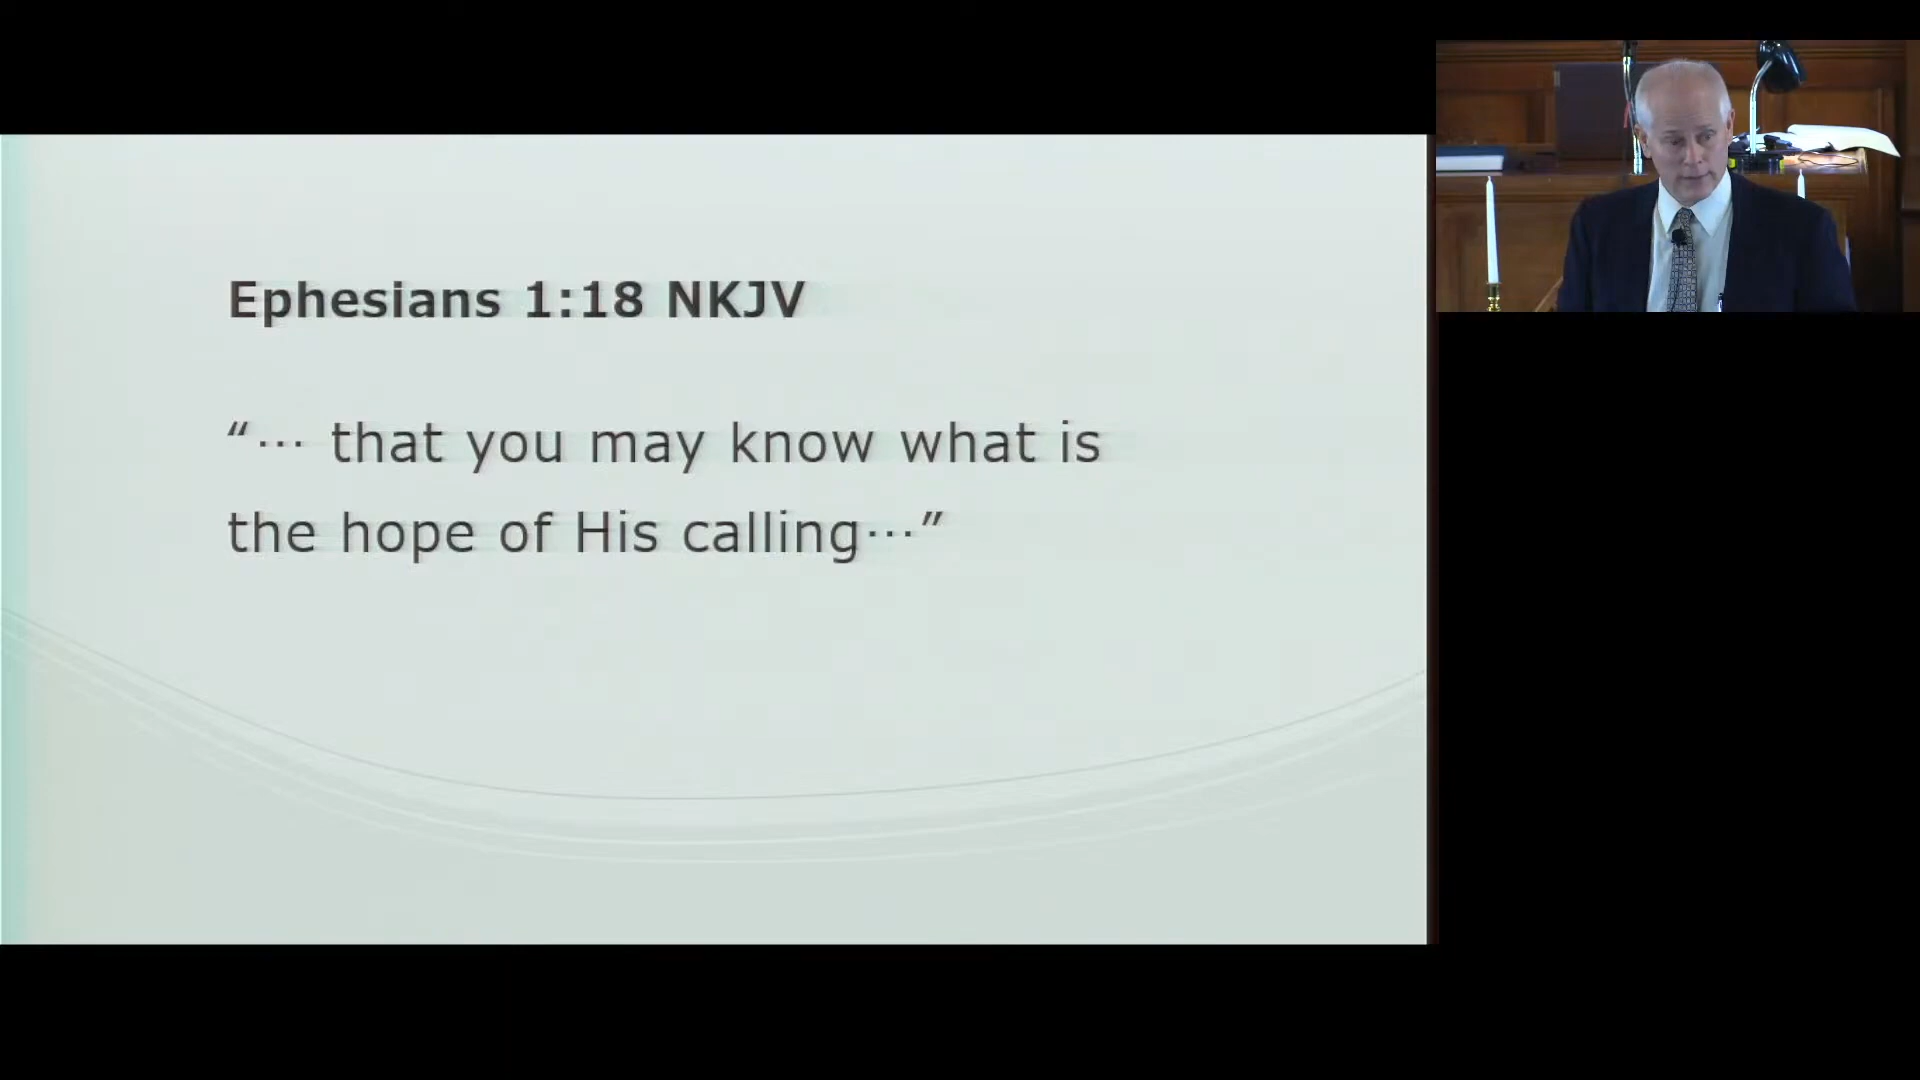 Ephesians 1:18 NKJV
“… that you may know what is
the hope of His calling…”